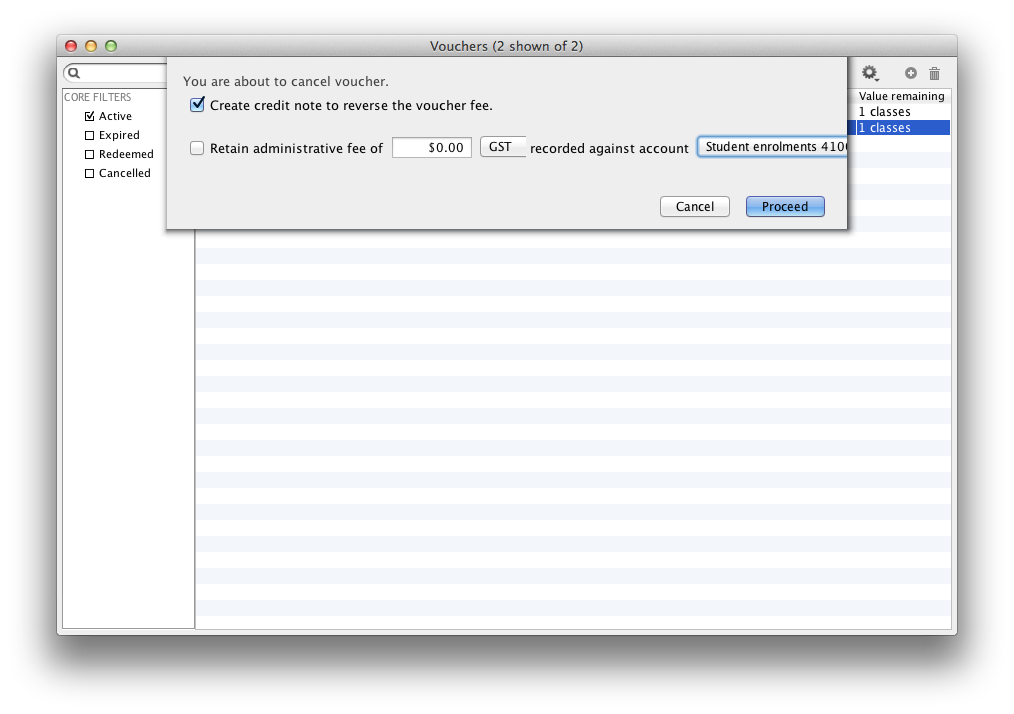 Vouchers (2 shown of 2)
You are about to cancel voucher.
Create credit note to reverse the voucher fee.
Retain administrative fee of $0.00 GST recorded against account Student enrolments 4100
Cancel Proceed
CORE FILTERS
Active
Expired
Redeemed
Cancelled
Value remaining
1 classes
1 classes